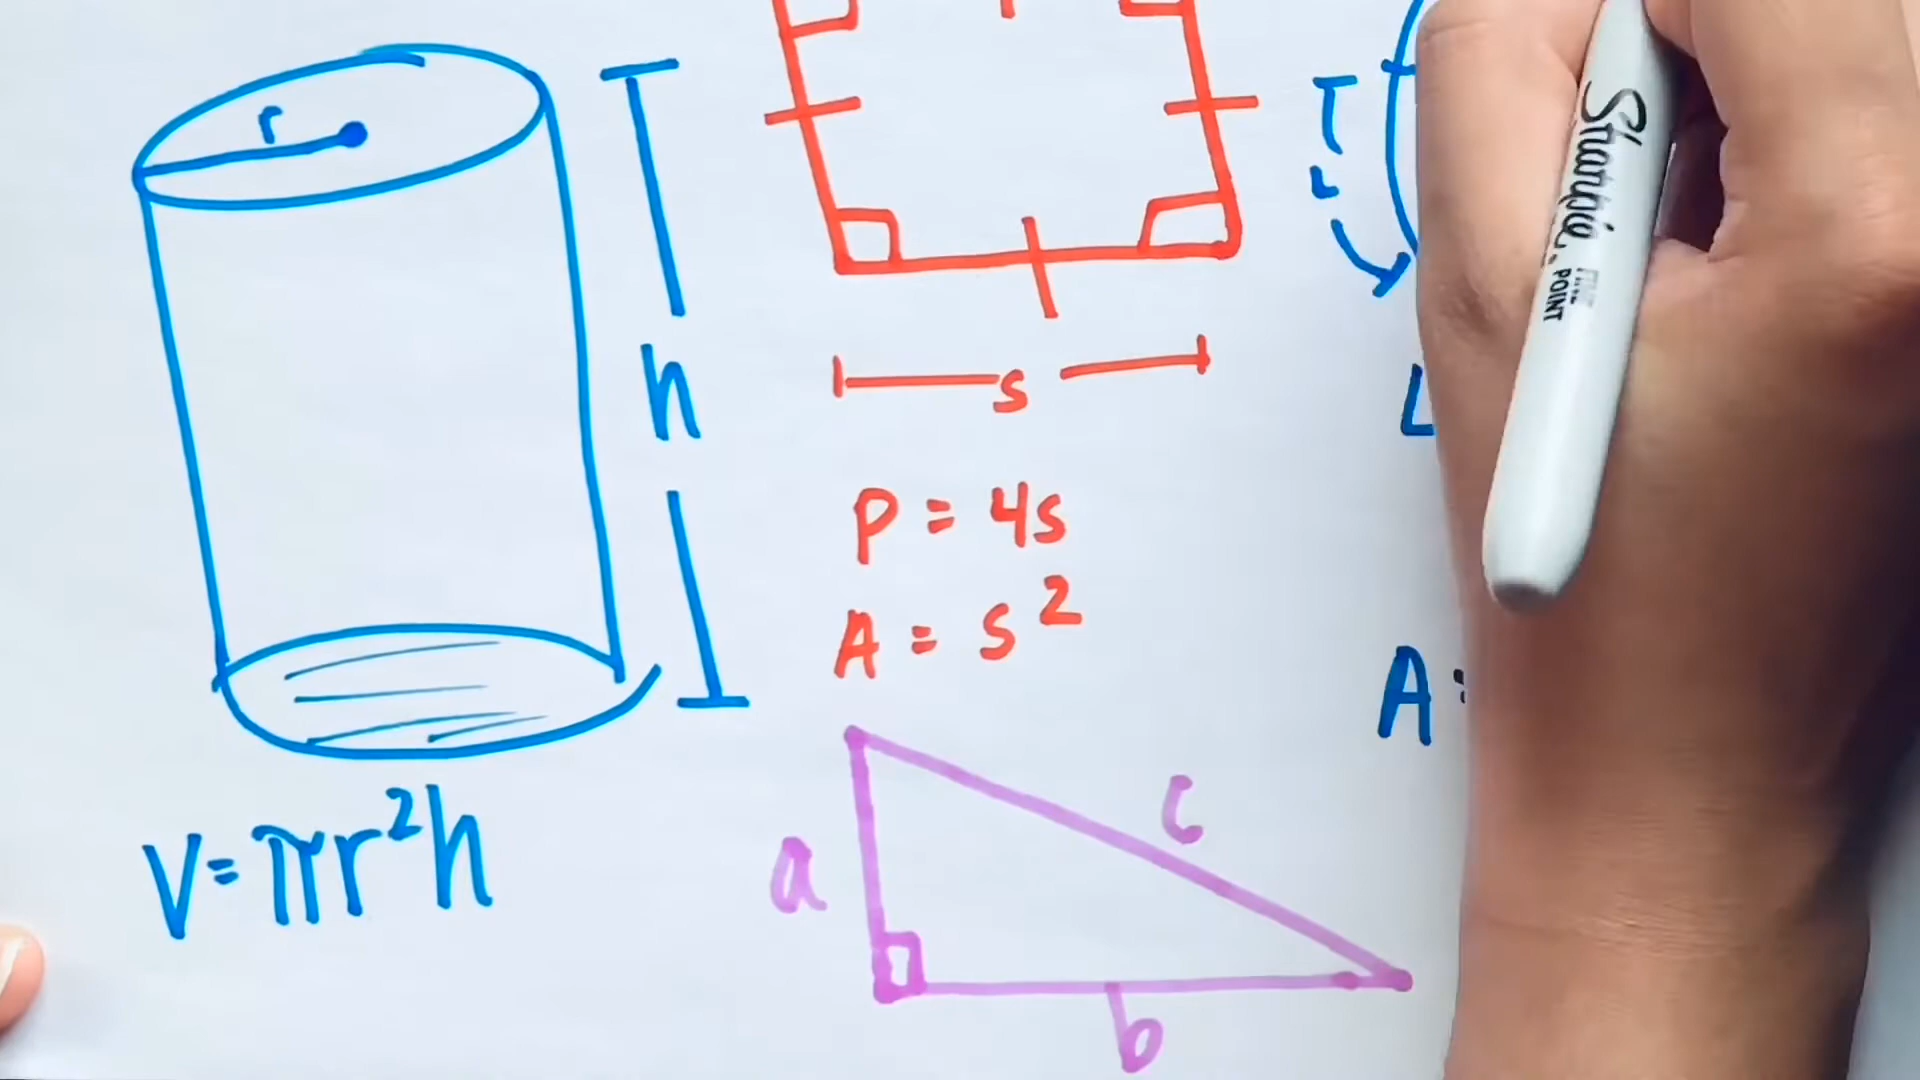 r
h
V=πr²h
s
P = 4s
A = s²
a
c
b
L
A =
Sharpie.
FINE
POINT